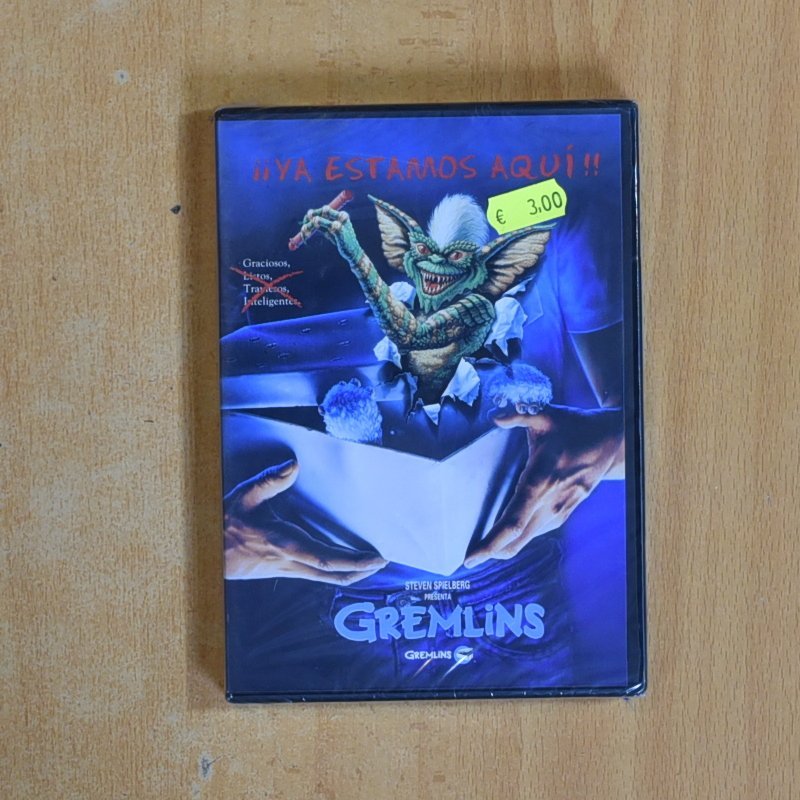 ¡¡YA ESTAMOS AQUÍ!!
€ 3,00
Graciosos,
Listos,
Traviesos,
Inteligentes.
STEVEN SPIELBERG
PRESENTA
GREMLiNS
GREMLINS